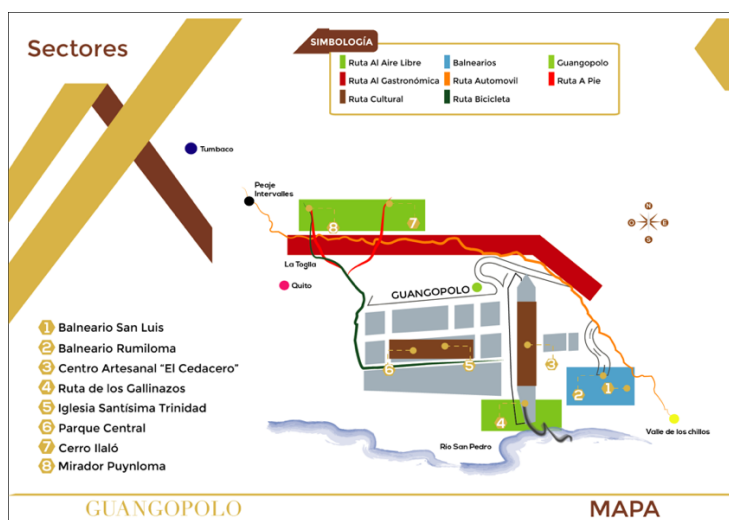 Sectores
SIMBOLOGÍA
Ruta Al Aire Libre
Balnearíos
Guangopolo
Ruta Al Gastronómica
Ruta Automovil
Ruta A Pie
Ruta Cultural
Ruta Bicicleta
Tumbaco
Peaje
Intervalles
8
7
N
O
E
S
La Toglla
Quito
GUANGOPOLO
3
6
5
2
1
4
Valle de los chillos
Río San Pedro
1 Balneario San Luis
2 Balneario Rumiloma
3 Centro Artesanal "El Cedacero"
4 Ruta de los Gallinazos
5 Iglesia Santísima Trinidad
6 Parque Central
7 Cerro Ilaló
8 Mirador Puynloma
GUANGOPOLO
MAPA